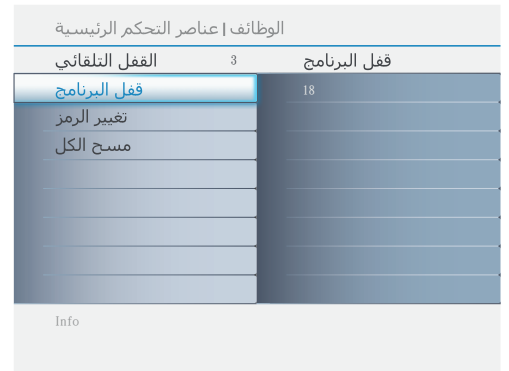 الوظائف | عناصر التحكم الرئيسية
القفل التلقائي 3
قفل البرنامج
قفل البرنامج
18
تغيير الرمز
مسح الكل
Info